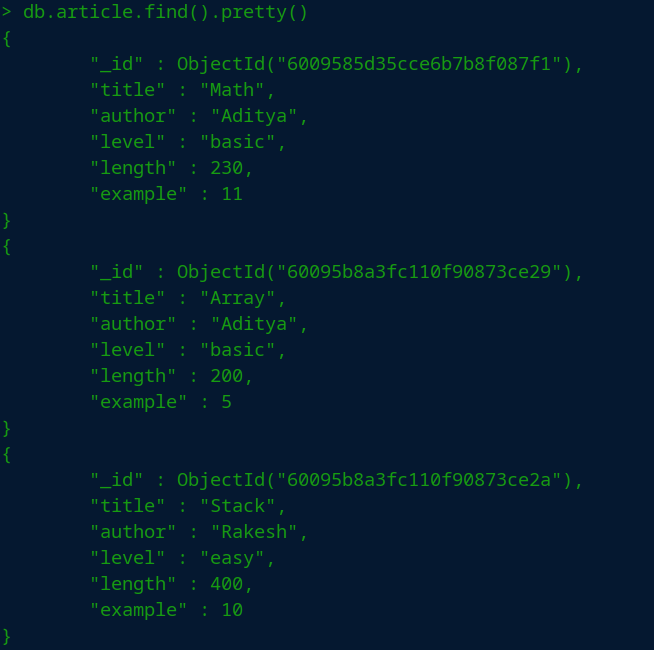 > db.article.find().pretty()
{
        "_id" : ObjectId("6009585d35cce6b7b8f087f1"),
        "title" : "Math",
        "author" : "Aditya",
        "level" : "basic",
        "length" : 230,
        "example" : 11
}
{
        "_id" : ObjectId("60095b8a3fc110f90873ce29"),
        "title" : "Array",
        "author" : "Aditya",
        "level" : "basic",
        "length" : 200,
        "example" : 5
}
{
        "_id" : ObjectId("60095b8a3fc110f90873ce2a"),
        "title" : "Stack",
        "author" : "Rakesh",
        "level" : "easy",
        "length" : 400,
        "example" : 10
}